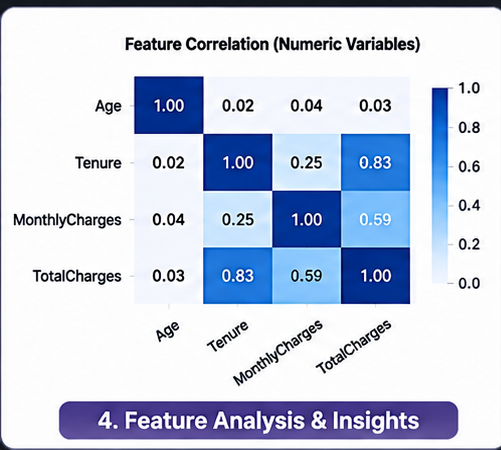 Feature Correlation (Numeric Variables)
Age 1.00 0.02 0.04 0.03
Tenure 0.02 1.00 0.25 0.83
MonthlyCharges 0.04 0.25 1.00 0.59
TotalCharges 0.03 0.83 0.59 1.00
Age Tenure MonthlyCharges TotalCharges
1.0
0.8
0.6
0.4
0.2
0.0
4. Feature Analysis & Insights